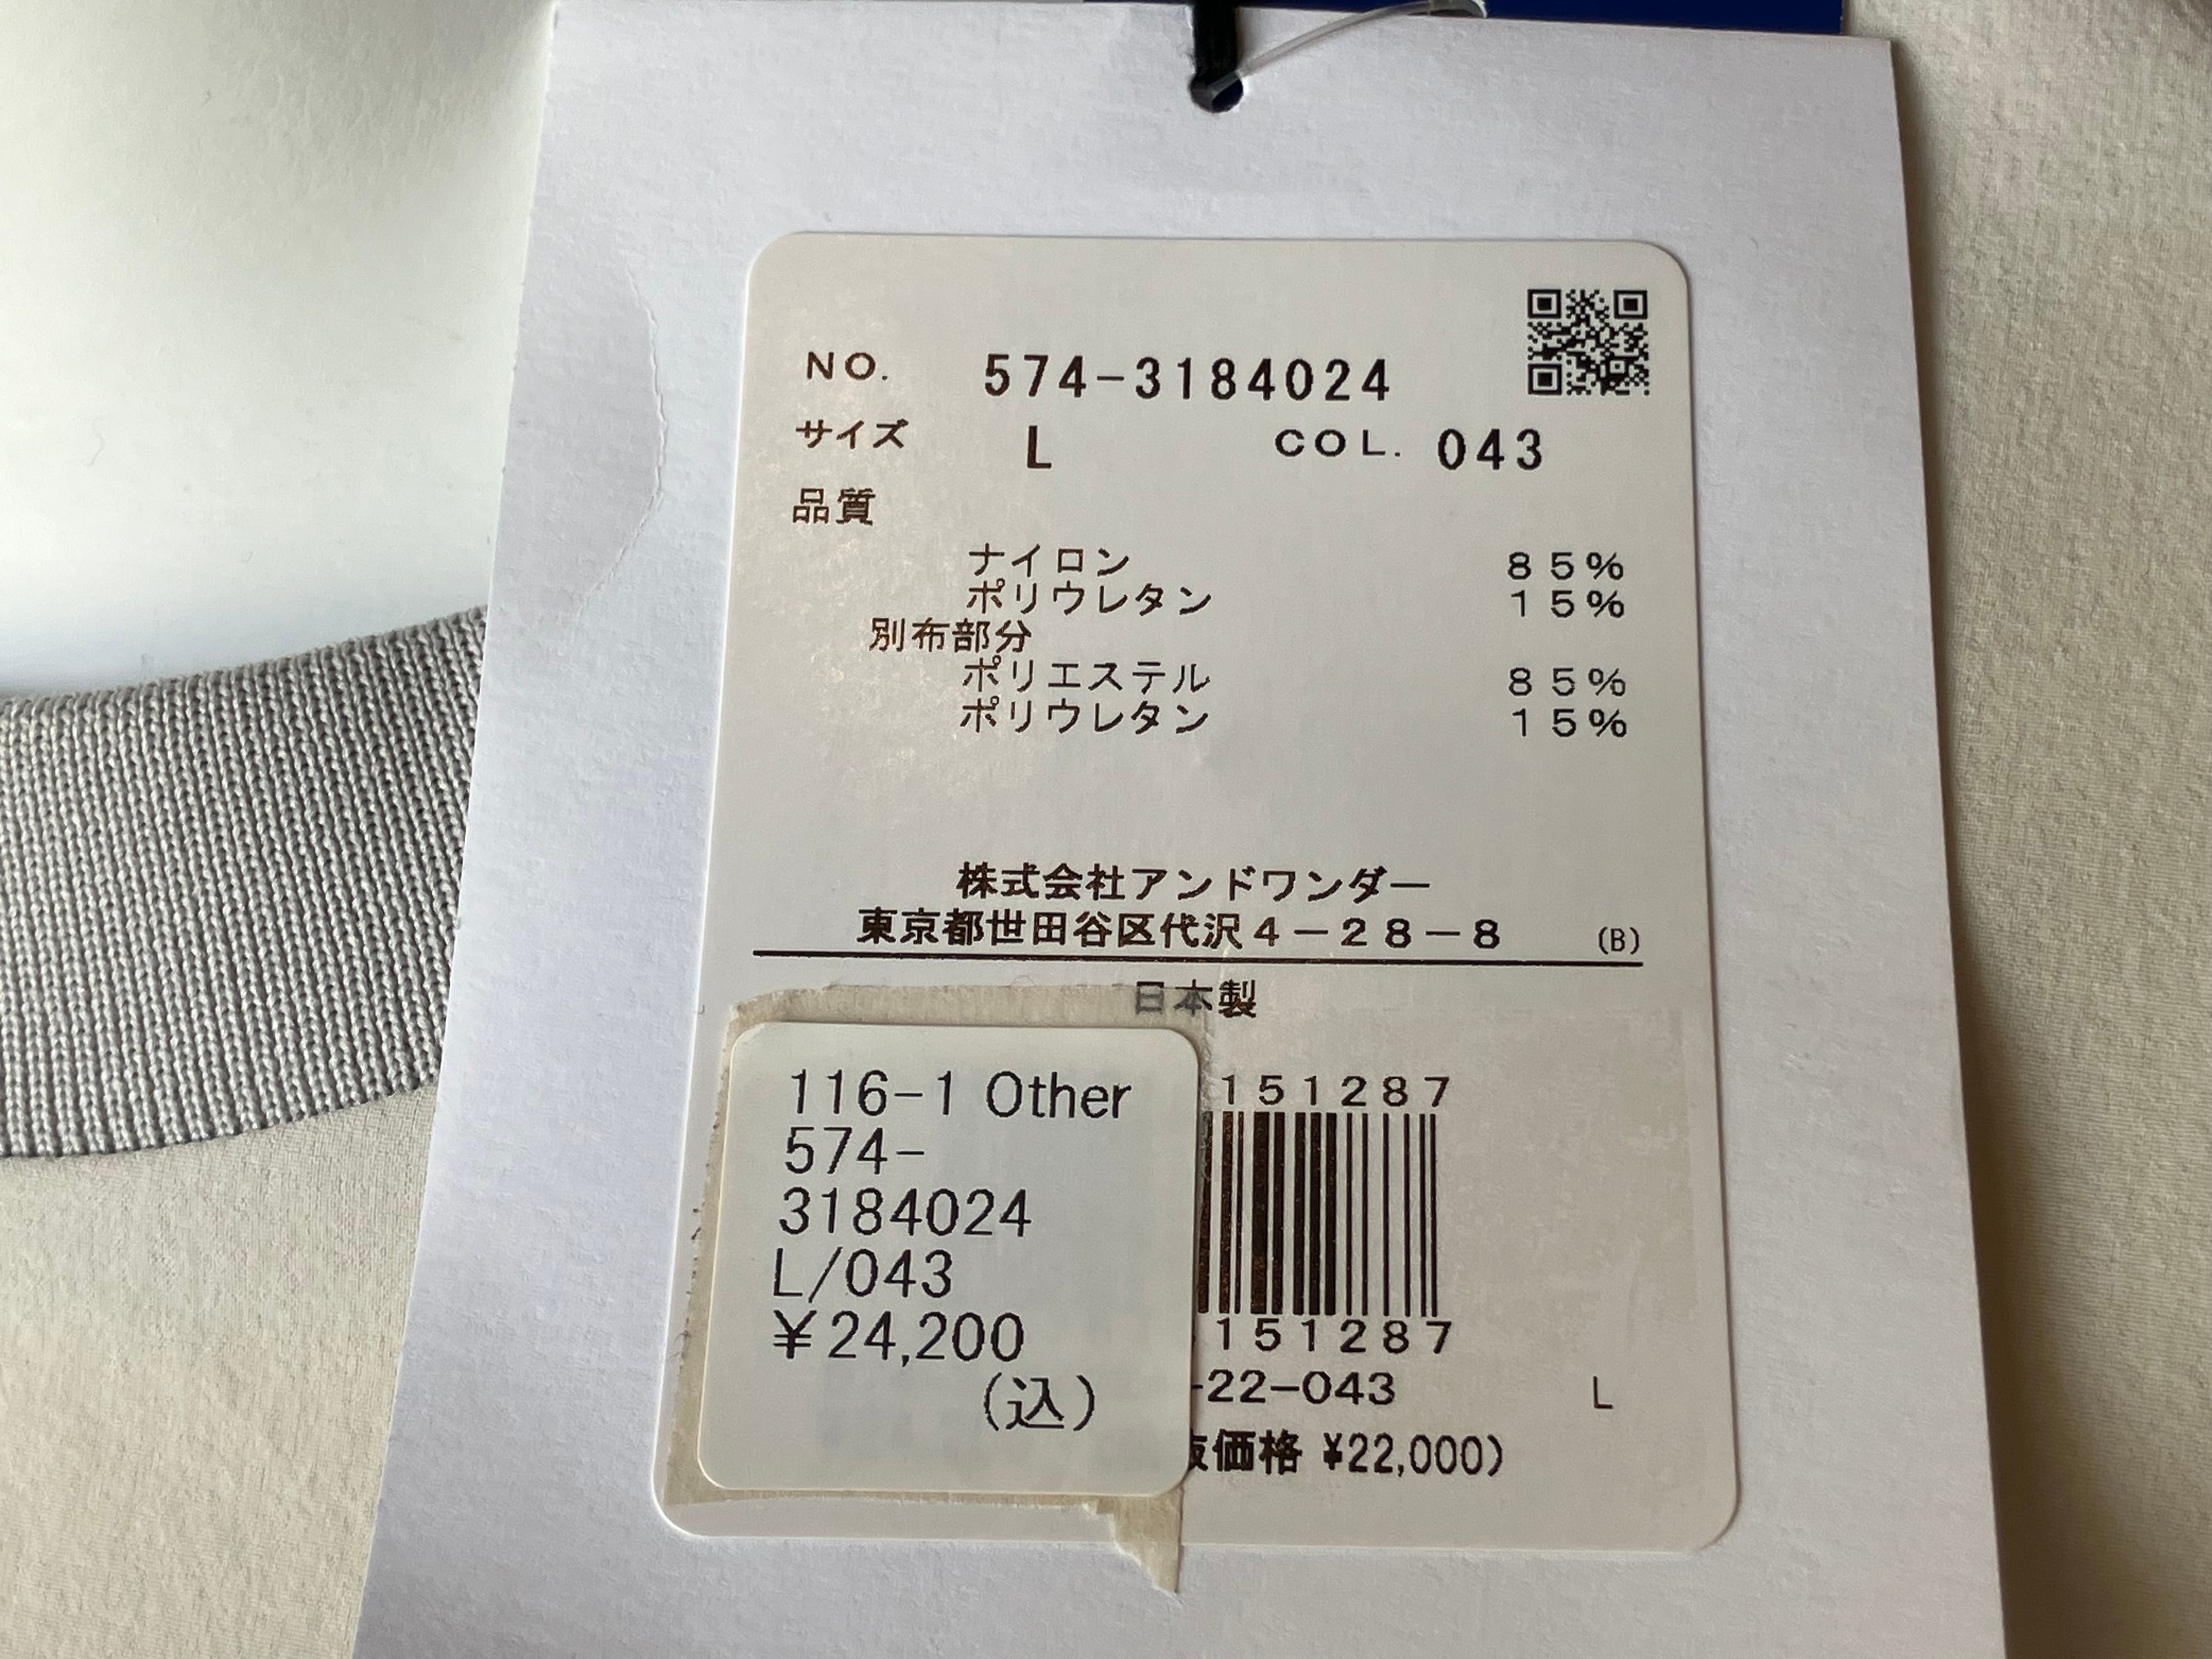 NO. 574-3184024
サイズ L COL. 043
品質
ナイロン 85%
ポリウレタン 15%
別布部分
ポリエステル 85%
ポリウレタン 15%
株式会社アンドワンダー
東京都世田谷区代沢4-28-8 (B)
日本製
116-1 Other
574-
3184024
L/043
¥24,200
(込)
151287
151287
-22-043 L
価格 ¥22,000)